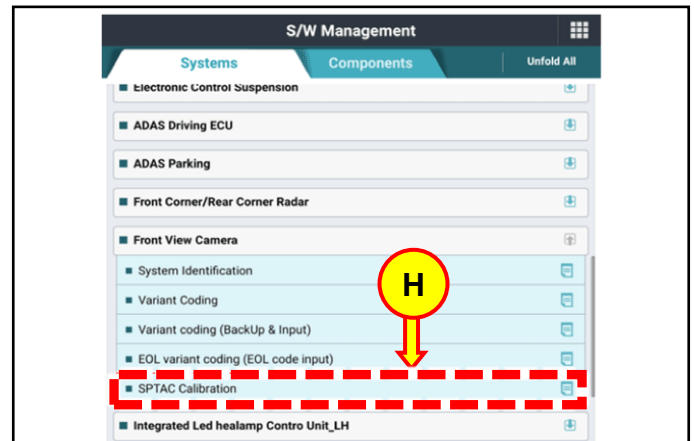 S/W Management
Systems
Components
Unfold All
Electronic Control Suspension
ADAS Driving ECU
ADAS Parking
Front Corner/Rear Corner Radar
Front View Camera
System Identification
Variant Coding
Variant coding (BackUp & Input)
EOL variant coding (EOL code input)
H
SPTAC Calibration
Integrated Led healamp Contro Unit_LH